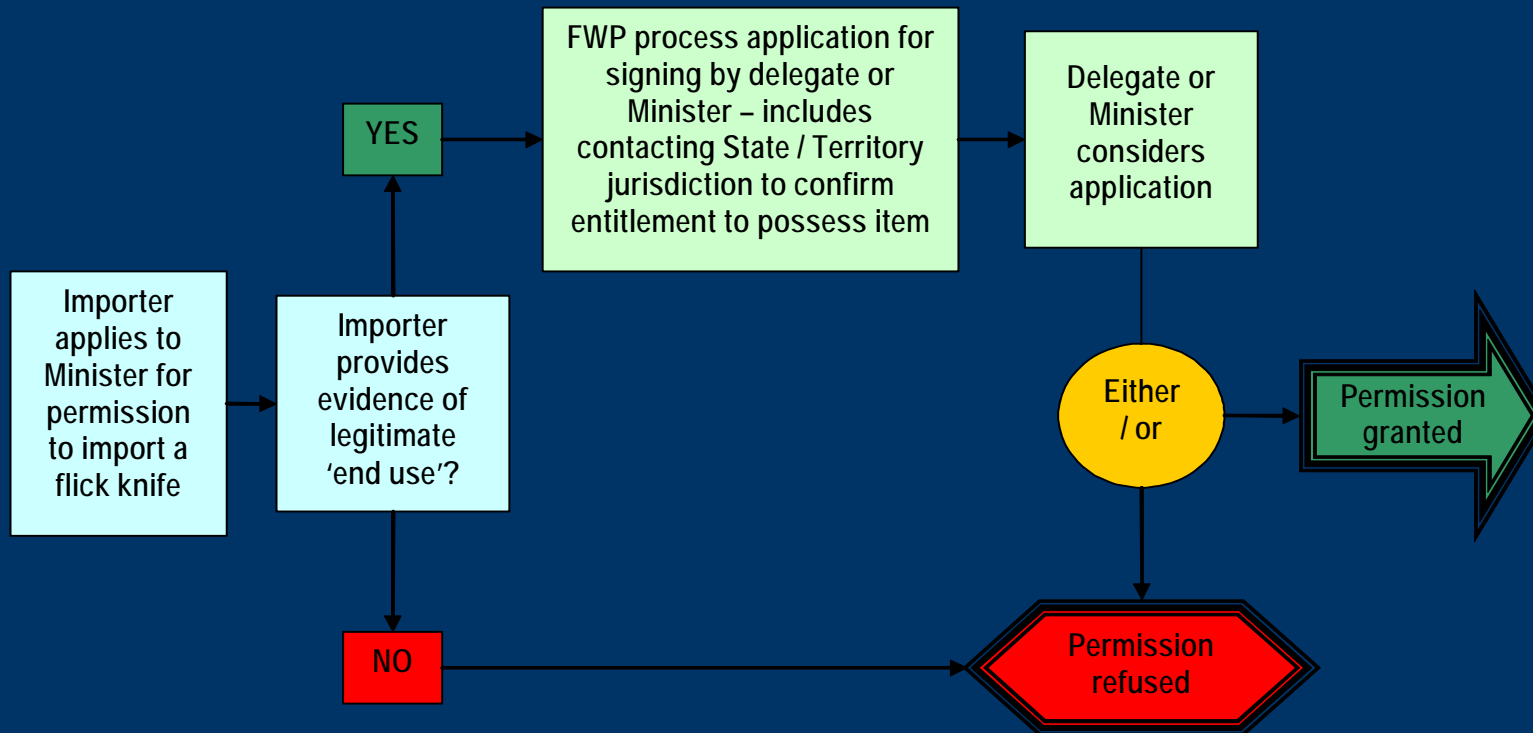 Importer
applies to
Minister for
permission
to import a
flick knife
Importer
provides
evidence of
legitimate
‘end use’?
YES
FWP process application for
signing by delegate or
Minister – includes
contacting State / Territory
jurisdiction to confirm
entitlement to possess item
Delegate or
Minister
considers
application
Either
/ or
Permission
granted
NO
Permission
refused